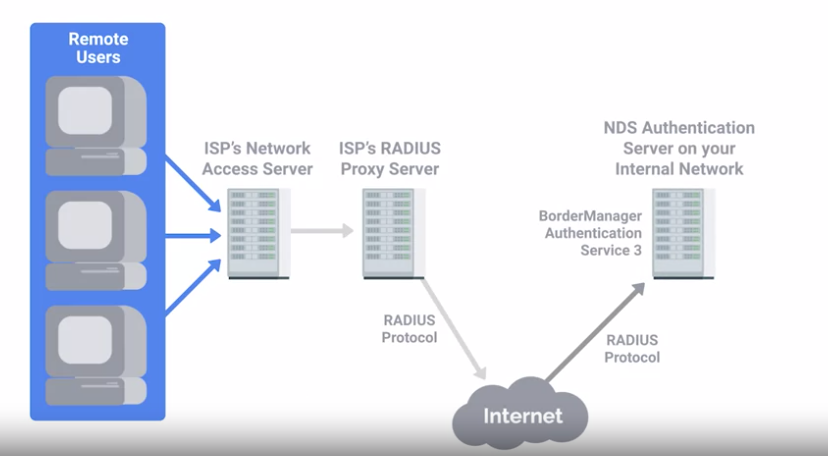 Remote
Users
ISP's Network
Access Server
ISP's RADIUS
Proxy Server
NDS Authentication
Server on your
Internal Network
BorderManager
Authentication
Service 3
RADIUS
Protocol
RADIUS
Protocol
Internet